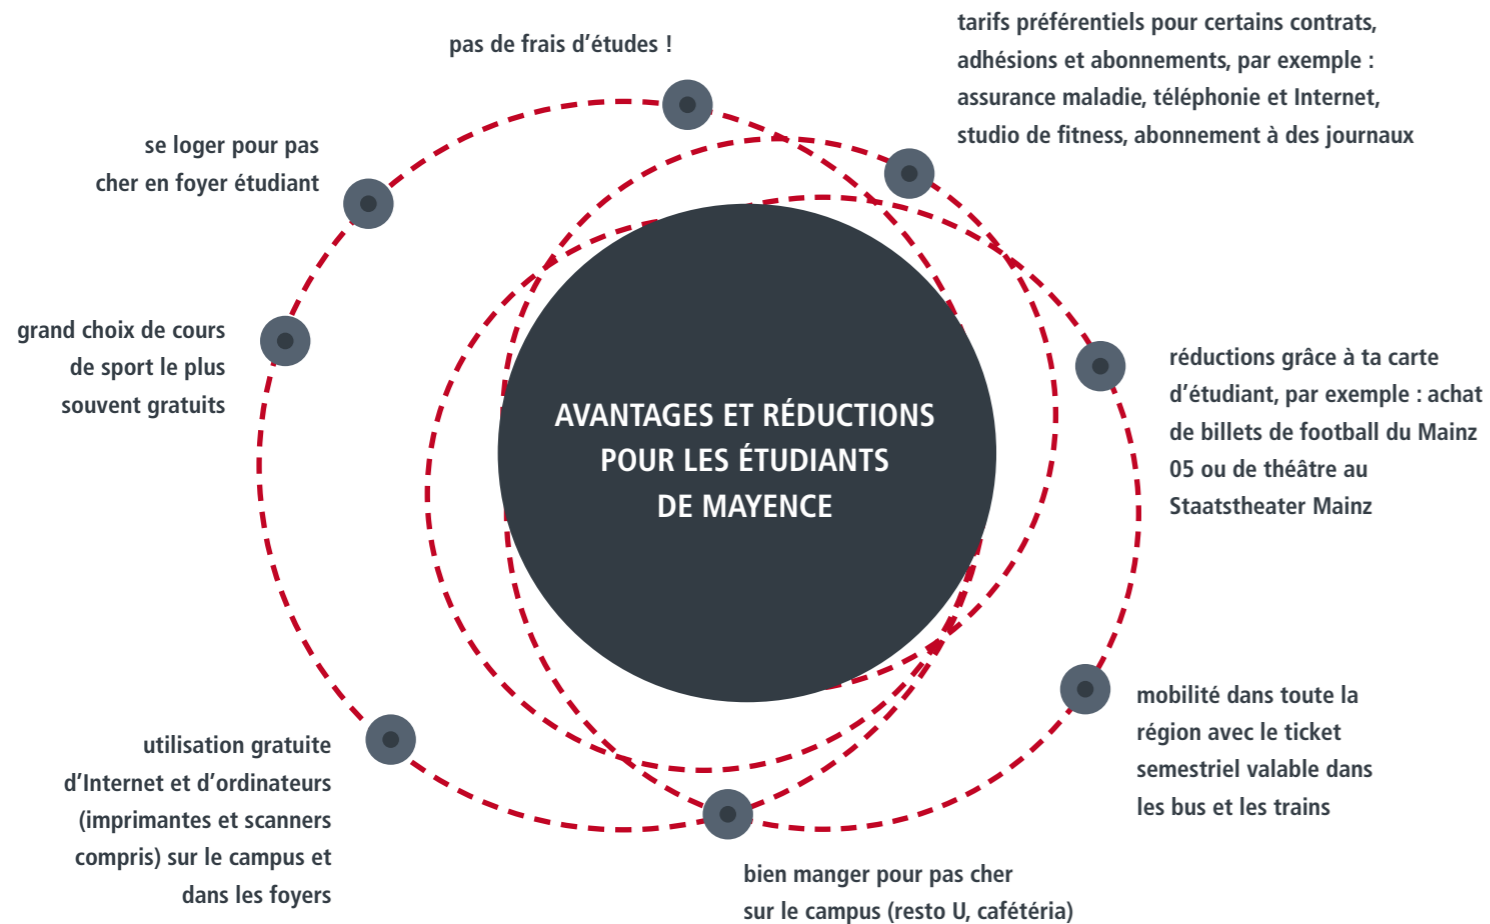 pas de frais d’études !
tarifs préférentiels pour certains contrats,
adhésions et abonnements, par exemple :
assurance maladie, téléphonie et Internet,
studio de fitness, abonnement à des journaux
se loger pour pas
cher en foyer étudiant
grand choix de cours
de sport le plus
souvent gratuits
AVANTAGES ET RÉDUCTIONS
POUR LES ÉTUDIANTS
DE MAYENCE
réductions grâce à ta carte
d’étudiant, par exemple : achat
de billets de football du Mainz
05 ou de théâtre au
Staatstheater Mainz
mobilité dans toute la
région avec le ticket
semestriel valable dans
les bus et les trains
utilisation gratuite
d’Internet et d’ordinateurs
(imprimantes et scanners
compris) sur le campus et
dans les foyers
bien manger pour pas cher
sur le campus (resto U, cafétéria)